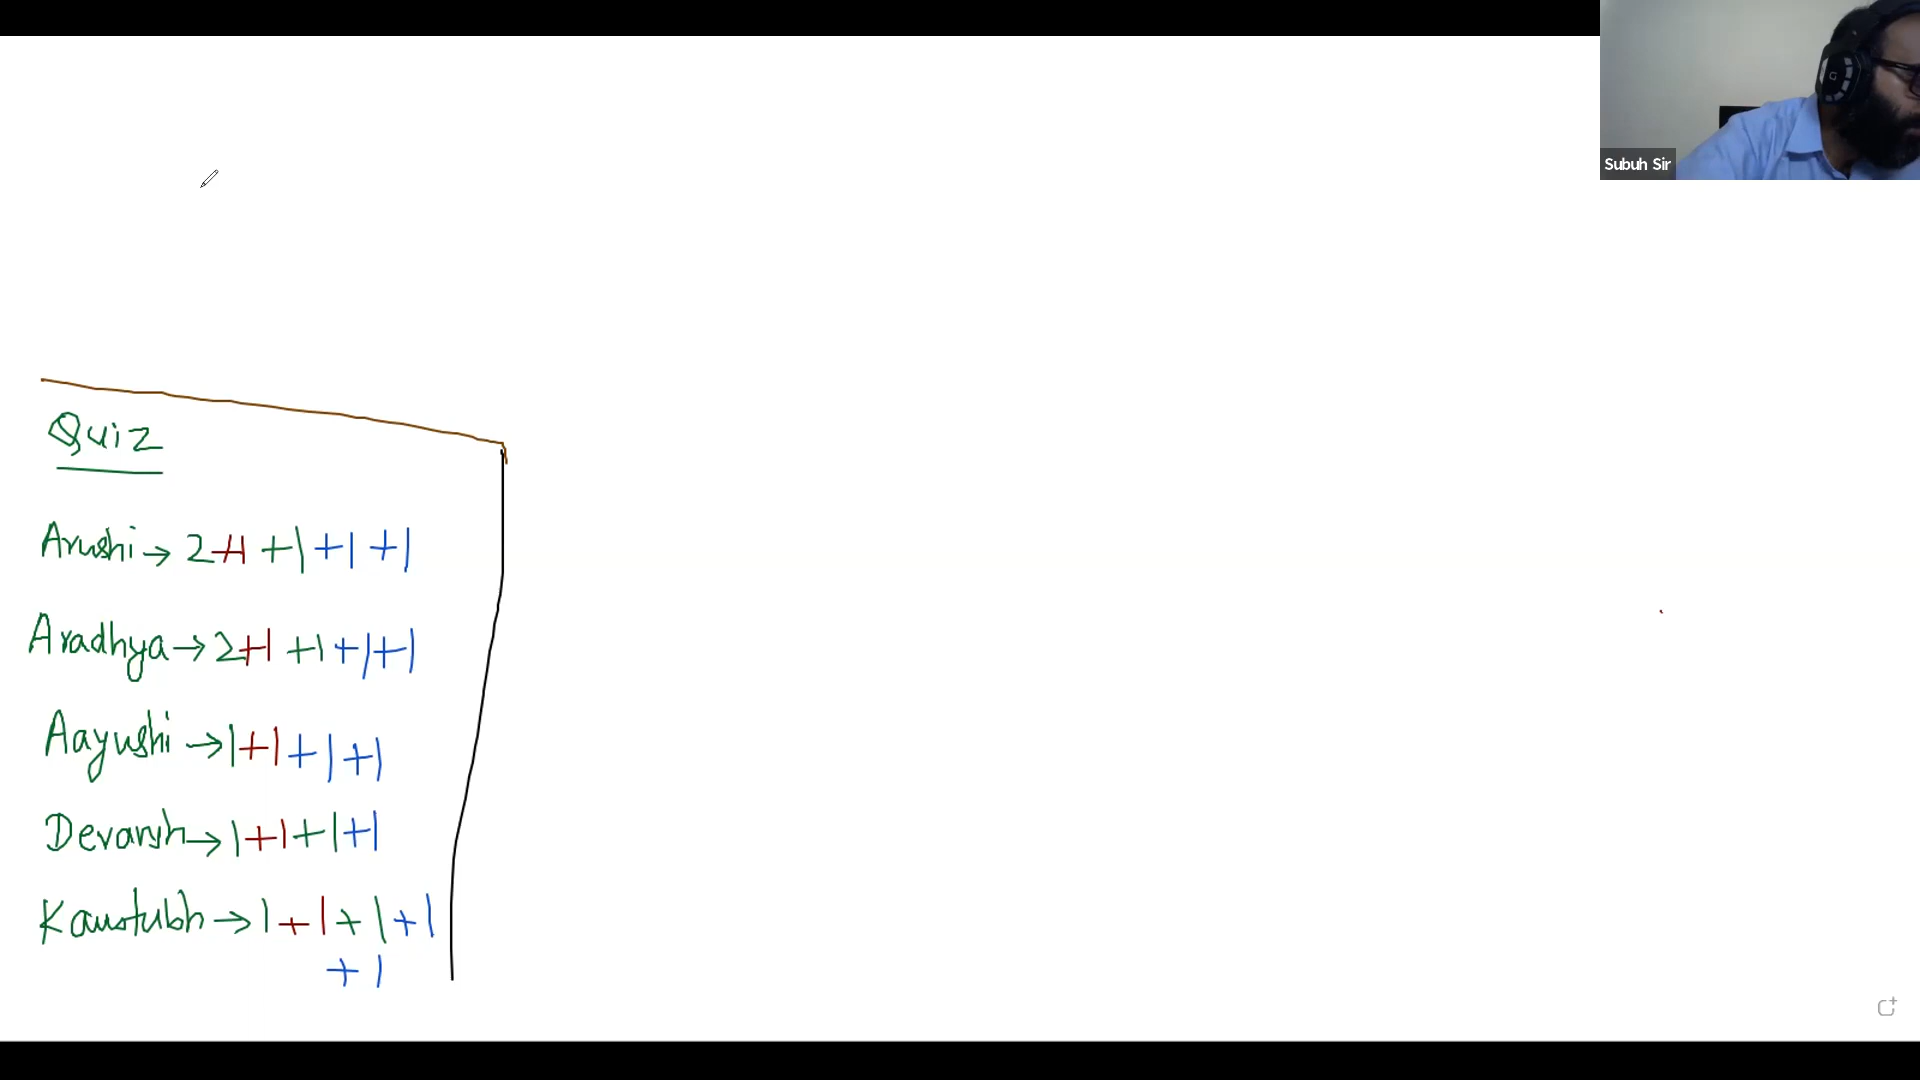 Subuh Sir
Quiz
Arushi → 2+1 +1 +1 +1
Aradhya → 2+1 +1 +1+1
Aayushi → 1+1 +1 +1
Devarsh → 1+1+1+1
Kaustubh → 1+1+1+1
+1